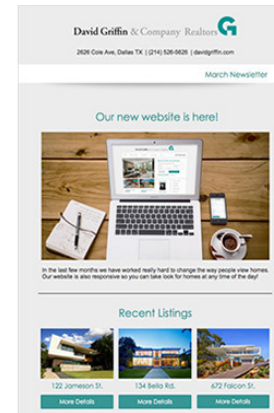 David Griffin & Company Realtors
2626 Cole Ave, Dallas TX | (214) 526-5626 | davidgriffin.com
March Newsletter
Our new website is here!
In the last few months we have worked really hard to change the way people view homes.
Our website is also responsive so you can take look for homes at any time of the day!
Recent Listings
122 Jameson St.
134 Bella Rd.
672 Falcon St.
More Details
More Details
More Details